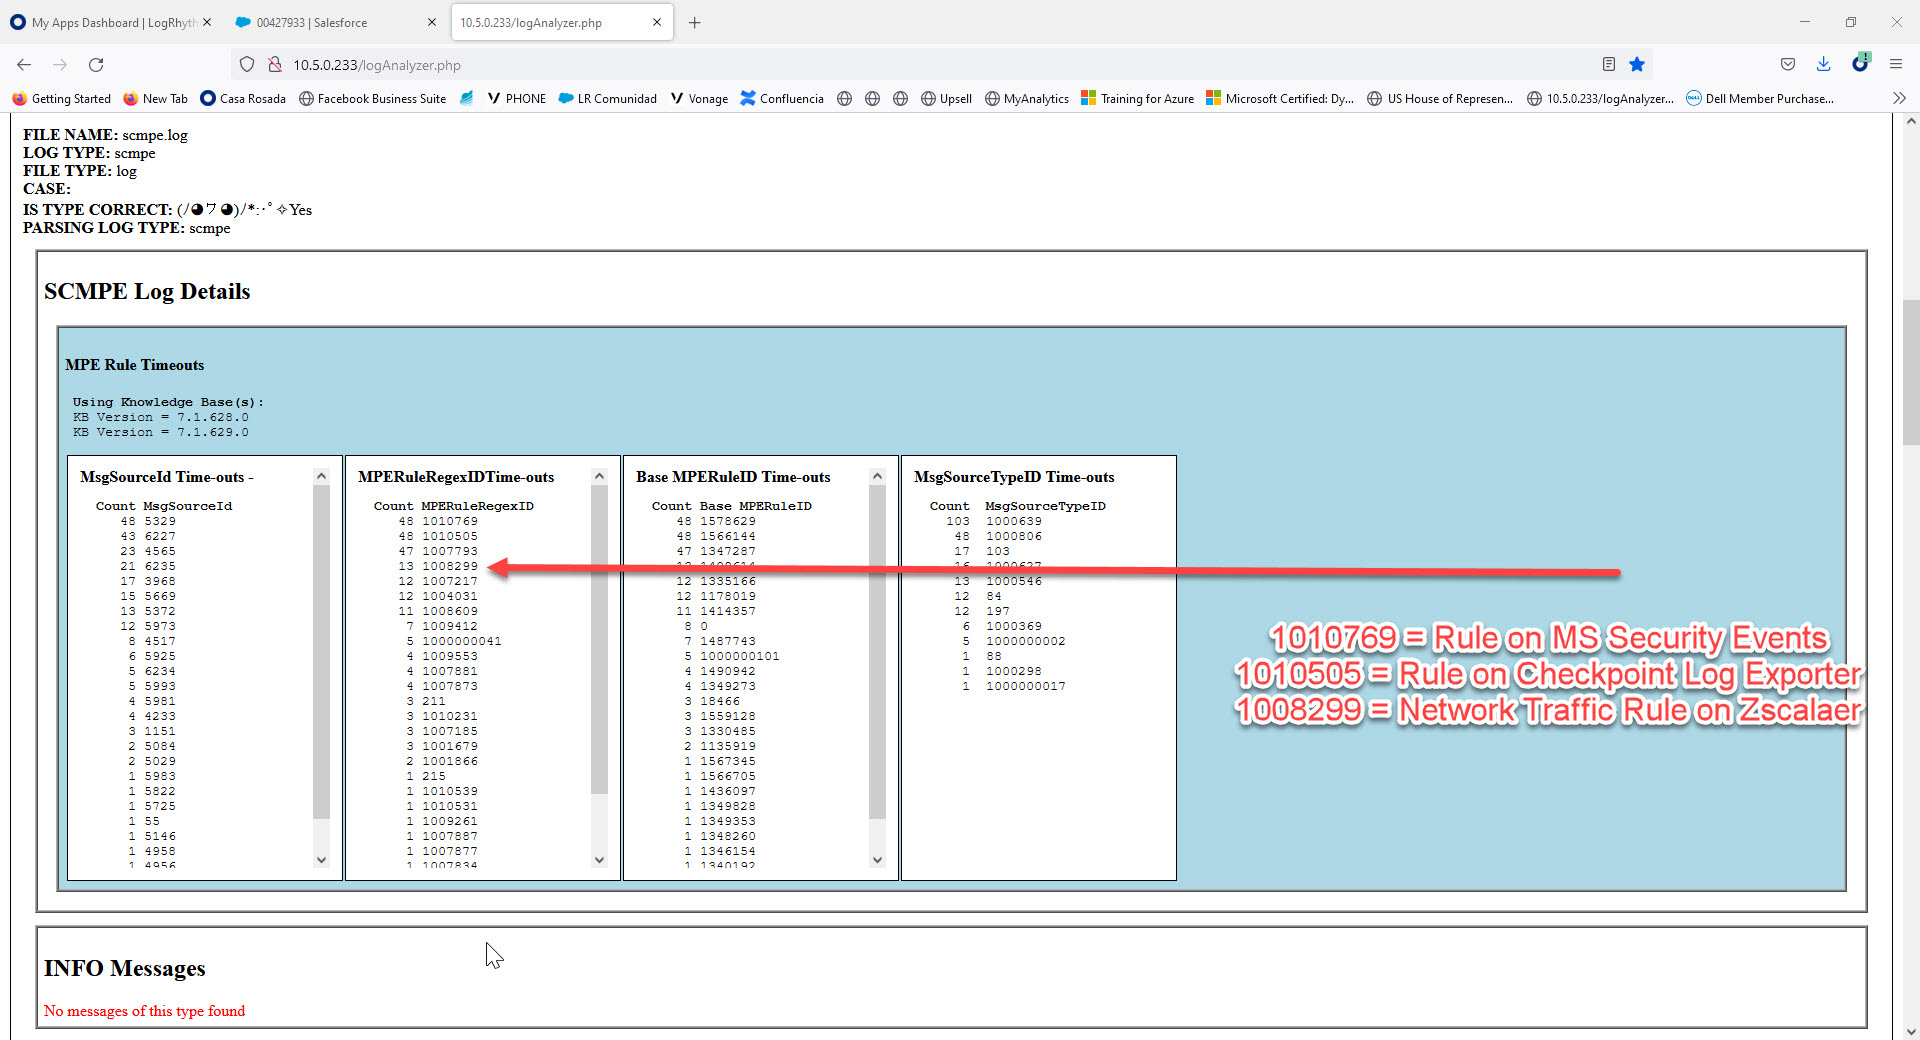 My Apps Dashboard | LogRhyth
00427933 | Salesforce
10.5.0.233/logAnalyzer.php
10.5.0.233/logAnalyzer.php
Getting Started
New Tab
Casa Rosada
Facebook Business Suite
PHONE
LR Comunidad
Vonage
Confluencia
Upsell
MyAnalytics
Training for Azure
Microsoft Certified: Dy...
US House of Represen...
10.5.0.233/logAnalyzer...
Dell Member Purchase...
FILE NAME: scmpe.log
LOG TYPE: scmpe
FILE TYPE: log
CASE:
IS TYPE CORRECT: (/◕ヮ◕)/*:･ﾟ✧Yes
PARSING LOG TYPE: scmpe
SCMPE Log Details
MPE Rule Timeouts
Using Knowledge Base(s):
KB Version = 7.1.628.0
KB Version = 7.1.629.0
MsgSourceId Time-outs -
Count MsgSourceId
48 5329
43 6227
23 4565
21 6235
17 3968
15 5669
13 5372
12 5973
8 4517
6 5925
5 6234
5 5993
4 5981
4 4233
3 1151
2 5084
2 5029
1 5983
1 5822
1 5725
1 55
1 5146
1 4958
1 4956
MPERuleRegexIDTime-outs
Count MPERuleRegexID
48 1010769
48 1010505
47 1007793
13 1008299
12 1007217
12 1004031
11 1008609
7 1009412
5 1000000041
4 1009553
4 1007881
4 1007873
3 211
3 1010231
3 1007185
3 1001679
2 1001866
1 215
1 1010539
1 1010531
1 1009261
1 1007887
1 1007877
1 1007834
Base MPERuleID Time-outs
Count Base MPERuleID
48 1578629
48 1566144
47 1347287
12 1335166
12 1178019
11 1414357
8 0
7 1487743
5 1000000101
4 1490942
4 1349273
3 18466
3 1559128
3 1330485
2 1135919
1 1567345
1 1566705
1 1436097
1 1349828
1 1349353
1 1348260
1 1346154
1 1340192
MsgSourceTypeID Time-outs
Count MsgSourceTypeID
103 1000639
48 1000806
17 103
16 1000627
13 1000546
12 84
12 197
6 1000369
5 1000000002
1 88
1 1000298
1 1000000017
1010769 = Rule on MS Security Events
1010505 = Rule on Checkpoint Log Exporter
1008299 = Network Traffic Rule on Zscalaer
INFO Messages
No messages of this type found